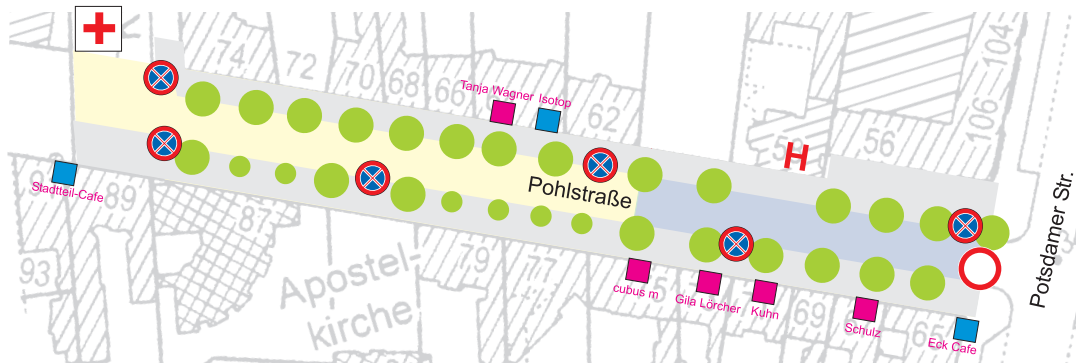 74
72
70
68
66
62
104
106
56
H
Tanja Wagner
Isotop
Pohlstraße
Potsdamer Str.
Stadtteil-Cafe
89
87
93
Apostel-
kirche
79
77
cubus m
Gila Lörcher
Kuhn
69
Schulz
Eck Cafe